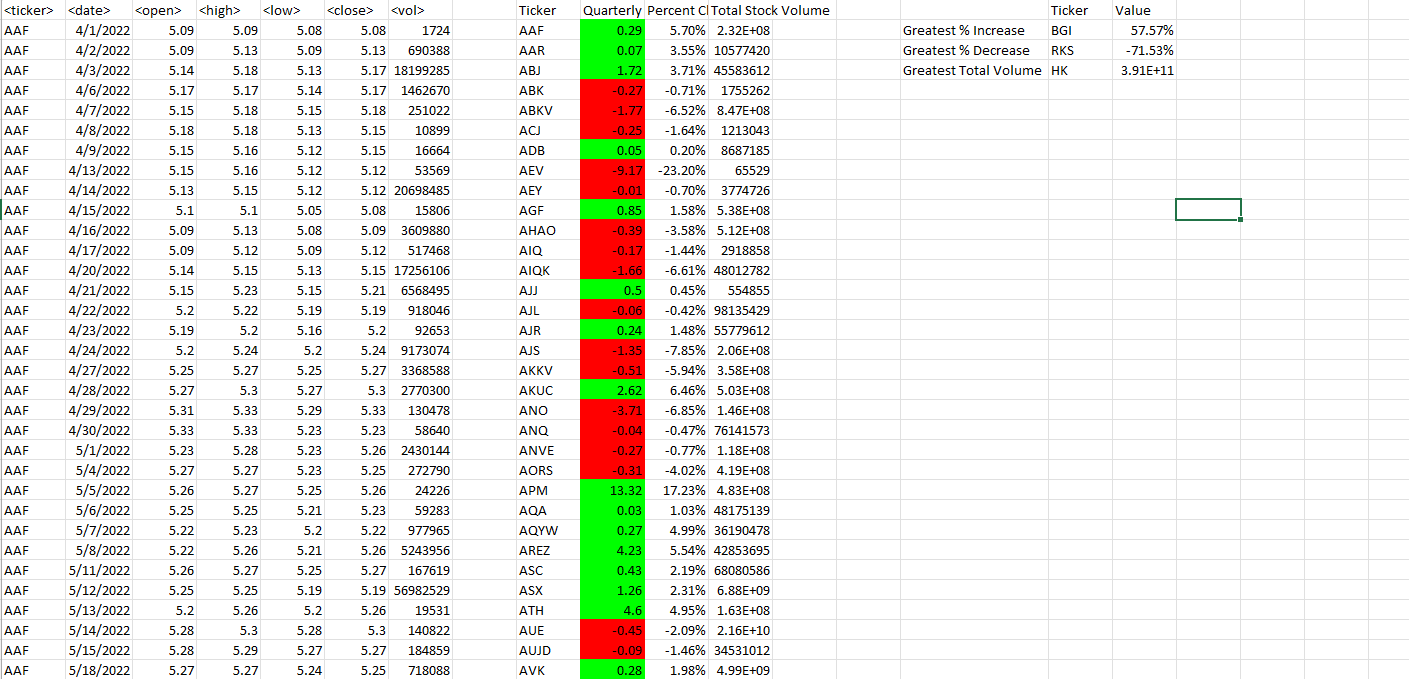 <ticker> <date> <open> <high> <low> <close> <vol> Ticker Quarterly Percent Cl Total Stock Volume Ticker Value
AAF 4/1/2022 5.09 5.09 5.08 5.08 1724 AAF 0.29 5.70% 2.32E+08 Greatest % Increase BGI 57.57%
AAF 4/2/2022 5.09 5.13 5.09 5.09 690388 AAR 0.07 3.55% 10577420 Greatest % Decrease RKS -71.53%
AAF 4/3/2022 5.14 5.18 5.13 5.17 18199285 ABJ 1.72 3.71% 45583612 Greatest Total Volume HK 3.91E+11
AAF 4/6/2022 5.17 5.17 5.14 5.17 1462670 ABK -0.27 -0.71% 1755262
AAF 4/7/2022 5.15 5.18 5.15 5.18 251022 ABKV -1.77 -6.52% 8.47E+08
AAF 4/8/2022 5.18 5.18 5.13 5.15 10899 ACJ -0.25 -1.64% 1213043
AAF 4/9/2022 5.15 5.16 5.12 5.15 16664 ADB 0.05 0.20% 8687185
AAF 4/13/2022 5.15 5.16 5.12 5.12 53569 AEV -9.17 -23.20% 65529
AAF 4/14/2022 5.13 5.15 5.12 5.12 20698485 AEY -0.01 -0.70% 3774726
AAF 4/15/2022 5.1 5.1 5.05 5.08 15806 AGF 0.85 1.58% 5.38E+08
AAF 4/16/2022 5.09 5.13 5.08 5.09 3609880 AHAO -0.39 -3.58% 5.12E+08
AAF 4/17/2022 5.09 5.12 5.09 5.12 517468 AIQ -0.17 -1.44% 2918858
AAF 4/20/2022 5.14 5.15 5.13 5.15 17256106 AIQK -1.66 -6.61% 48012782
AAF 4/21/2022 5.15 5.23 5.15 5.21 6568495 AJJ 0.5 0.45% 554855
AAF 4/22/2022 5.2 5.22 5.19 5.19 918046 AJL -0.06 -0.42% 98135429
AAF 4/23/2022 5.19 5.2 5.16 5.2 92653 AJR 0.24 1.48% 55779612
AAF 4/24/2022 5.2 5.24 5.2 5.24 9173074 AJS -1.35 -7.85% 2.06E+08
AAF 4/27/2022 5.25 5.27 5.25 5.27 3368588 AKKV -0.51 -5.94% 3.58E+08
AAF 4/28/2022 5.27 5.3 5.27 5.3 2770300 AKUC 2.62 6.46% 5.03E+08
AAF 4/29/2022 5.31 5.33 5.29 5.33 130478 ANO -3.71 -6.85% 1.46E+08
AAF 4/30/2022 5.33 5.33 5.23 5.23 58640 ANQ -0.04 -0.47% 76141573
AAF 5/1/2022 5.23 5.28 5.23 5.26 2430144 ANVE -0.27 -0.77% 1.18E+08
AAF 5/4/2022 5.27 5.27 5.23 5.25 272790 AORS -0.31 -4.02% 4.19E+08
AAF 5/5/2022 5.26 5.27 5.25 5.26 24226 APM 13.32 17.23% 4.83E+08
AAF 5/6/2022 5.25 5.25 5.21 5.23 59283 AQA 0.03 1.03% 48175139
AAF 5/7/2022 5.22 5.23 5.2 5.22 977965 AQYW 0.27 4.99% 36190478
AAF 5/8/2022 5.22 5.26 5.21 5.26 5243956 AREZ 4.23 5.54% 42853695
AAF 5/11/2022 5.26 5.27 5.25 5.27 167619 ASC 0.43 2.19% 68080586
AAF 5/12/2022 5.25 5.25 5.19 5.19 56982529 ASX 1.26 2.31% 6.88E+09
AAF 5/13/2022 5.2 5.26 5.2 5.26 19531 ATH 4.6 4.95% 1.63E+08
AAF 5/14/2022 5.28 5.3 5.28 5.3 140822 AUE -0.45 -2.09% 2.16E+10
AAF 5/15/2022 5.28 5.29 5.27 5.27 184859 AUJD -0.09 -1.46% 34531012
AAF 5/18/2022 5.27 5.27 5.24 5.25 718088 AVK 0.28 1.98% 4.99E+09